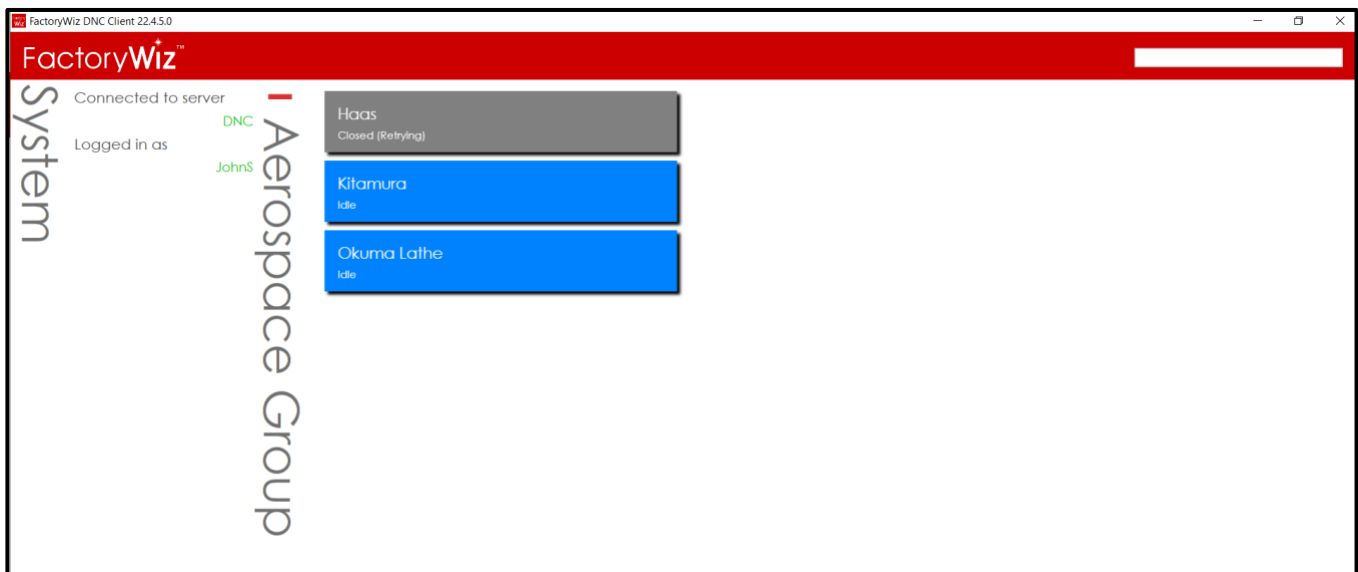 FactoryWiz DNC Client 22.4.5.0
FactoryWiz™
System
Connected to server
DNC
Logged in as
JohnS
Aerospace Group
Haas
Closed (Retrying)
Kitamura
Idle
Okuma Lathe
Idle